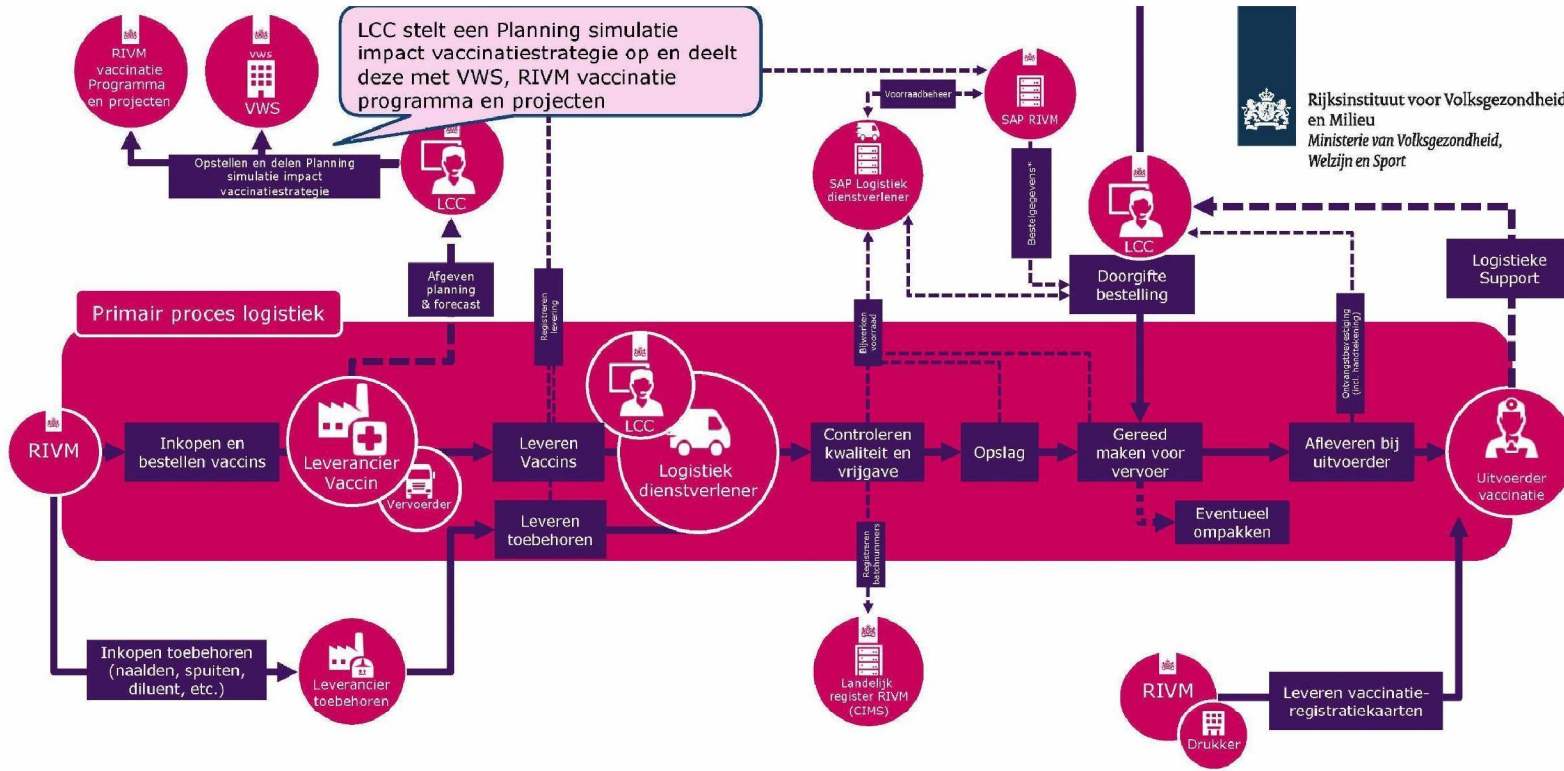 RIVM
vaccinatie
Programma
en projecten
vws
VWS
LCC stelt een Planning simulatie
impact vaccinatiestrategie op en deelt
deze met VWS, RIVM vaccinatie
programma en projecten
Opstellen en delen Planning
simulatie impact
vaccinatiestrategie
LCC
Voorraadbeheer
SAP RIVM
SAP Logistiek
dienstverlener
Bestelgegevens*
LCC
Rijksinstituut voor Volksgezondheid
en Milieu
Ministerie van Volksgezondheid,
Welzijn en Sport
Afgeven
planning
& forecast
Registreren
levering
Bijwerken
voorraad
Doorgifte
bestelling
Ontvangstbevestiging
(incl. handtekening)
Logistieke
Support
Primair proces logistiek
RIVM
Inkopen en
bestellen vaccins
Leverancier
Vaccin
Vervoerder
Leveren
Vaccins
Leveren
toebehoren
LCC
Logistiek
dienstverlener
Controleren
kwaliteit en
vrijgave
Opslag
Gereed
maken voor
vervoer
Eventueel
ompakken
Afleveren bij
uitvoerder
Uitvoerder
vaccinatie
Registreren
batchnummers
Inkopen toebehoren
(naalden, spuiten,
diluent, etc.)
Leverancier
toebehoren
Landelijk
register RIVM
(CIMS)
RIVM
Drukker
Leveren vaccinatie-
registratiekaarten